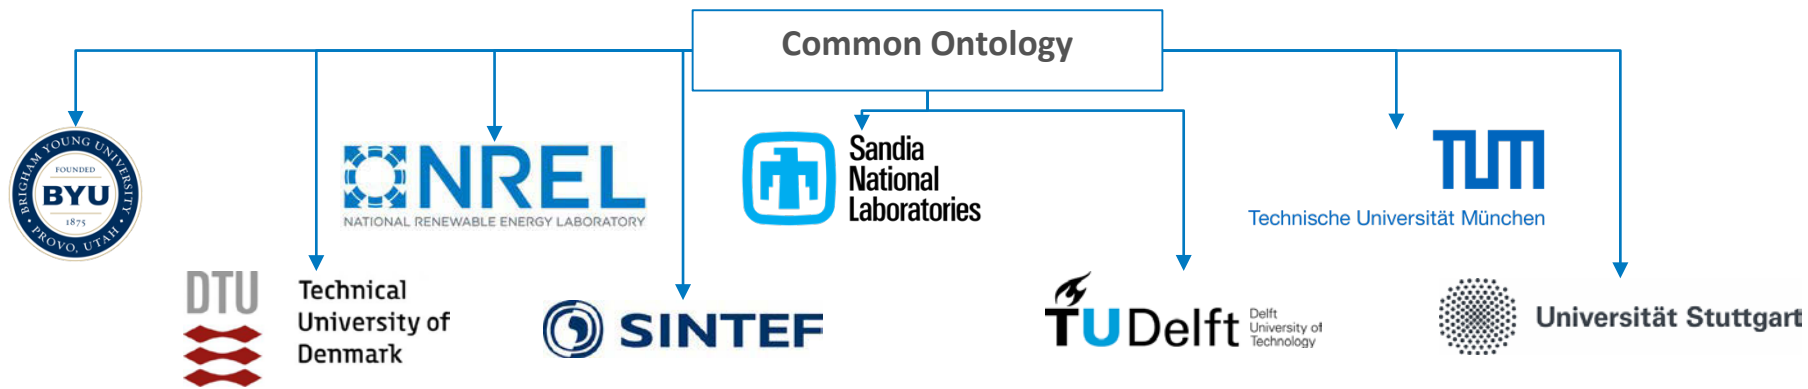 Common Ontology
BRIGHAM YOUNG UNIVERSITY
FOUNDED
BYU
1875
PROVO, UTAH
NREL
NATIONAL RENEWABLE ENERGY LABORATORY
Sandia
National
Laboratories
TUM
Technische Universität München
DTU
Technical
University of
Denmark
SINTEF
TUDelft
Delft
University of
Technology
Universität Stuttgart